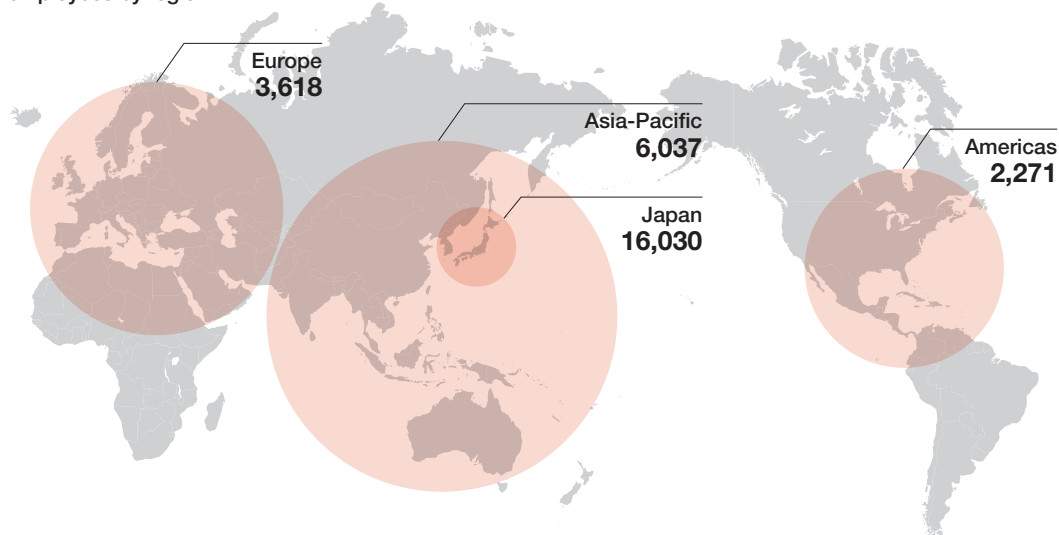 Europe
3,618
Asia-Pacific
6,037
Americas
2,271
Japan
16,030